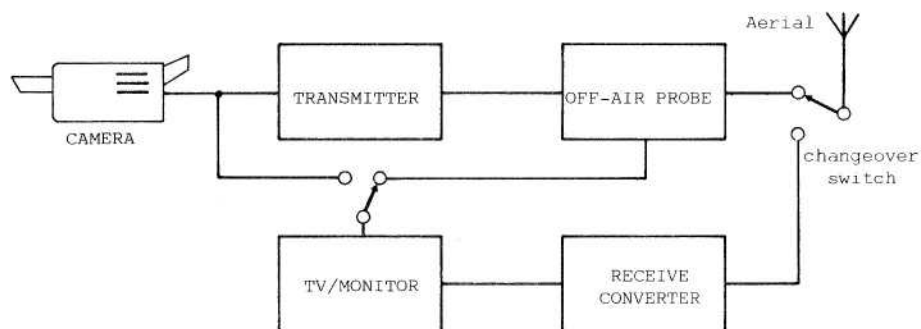 Aerial
TRANSMITTER
OFF-AIR PROBE
CAMERA
changeover
switch
TV/MONITOR
RECEIVE
CONVERTER